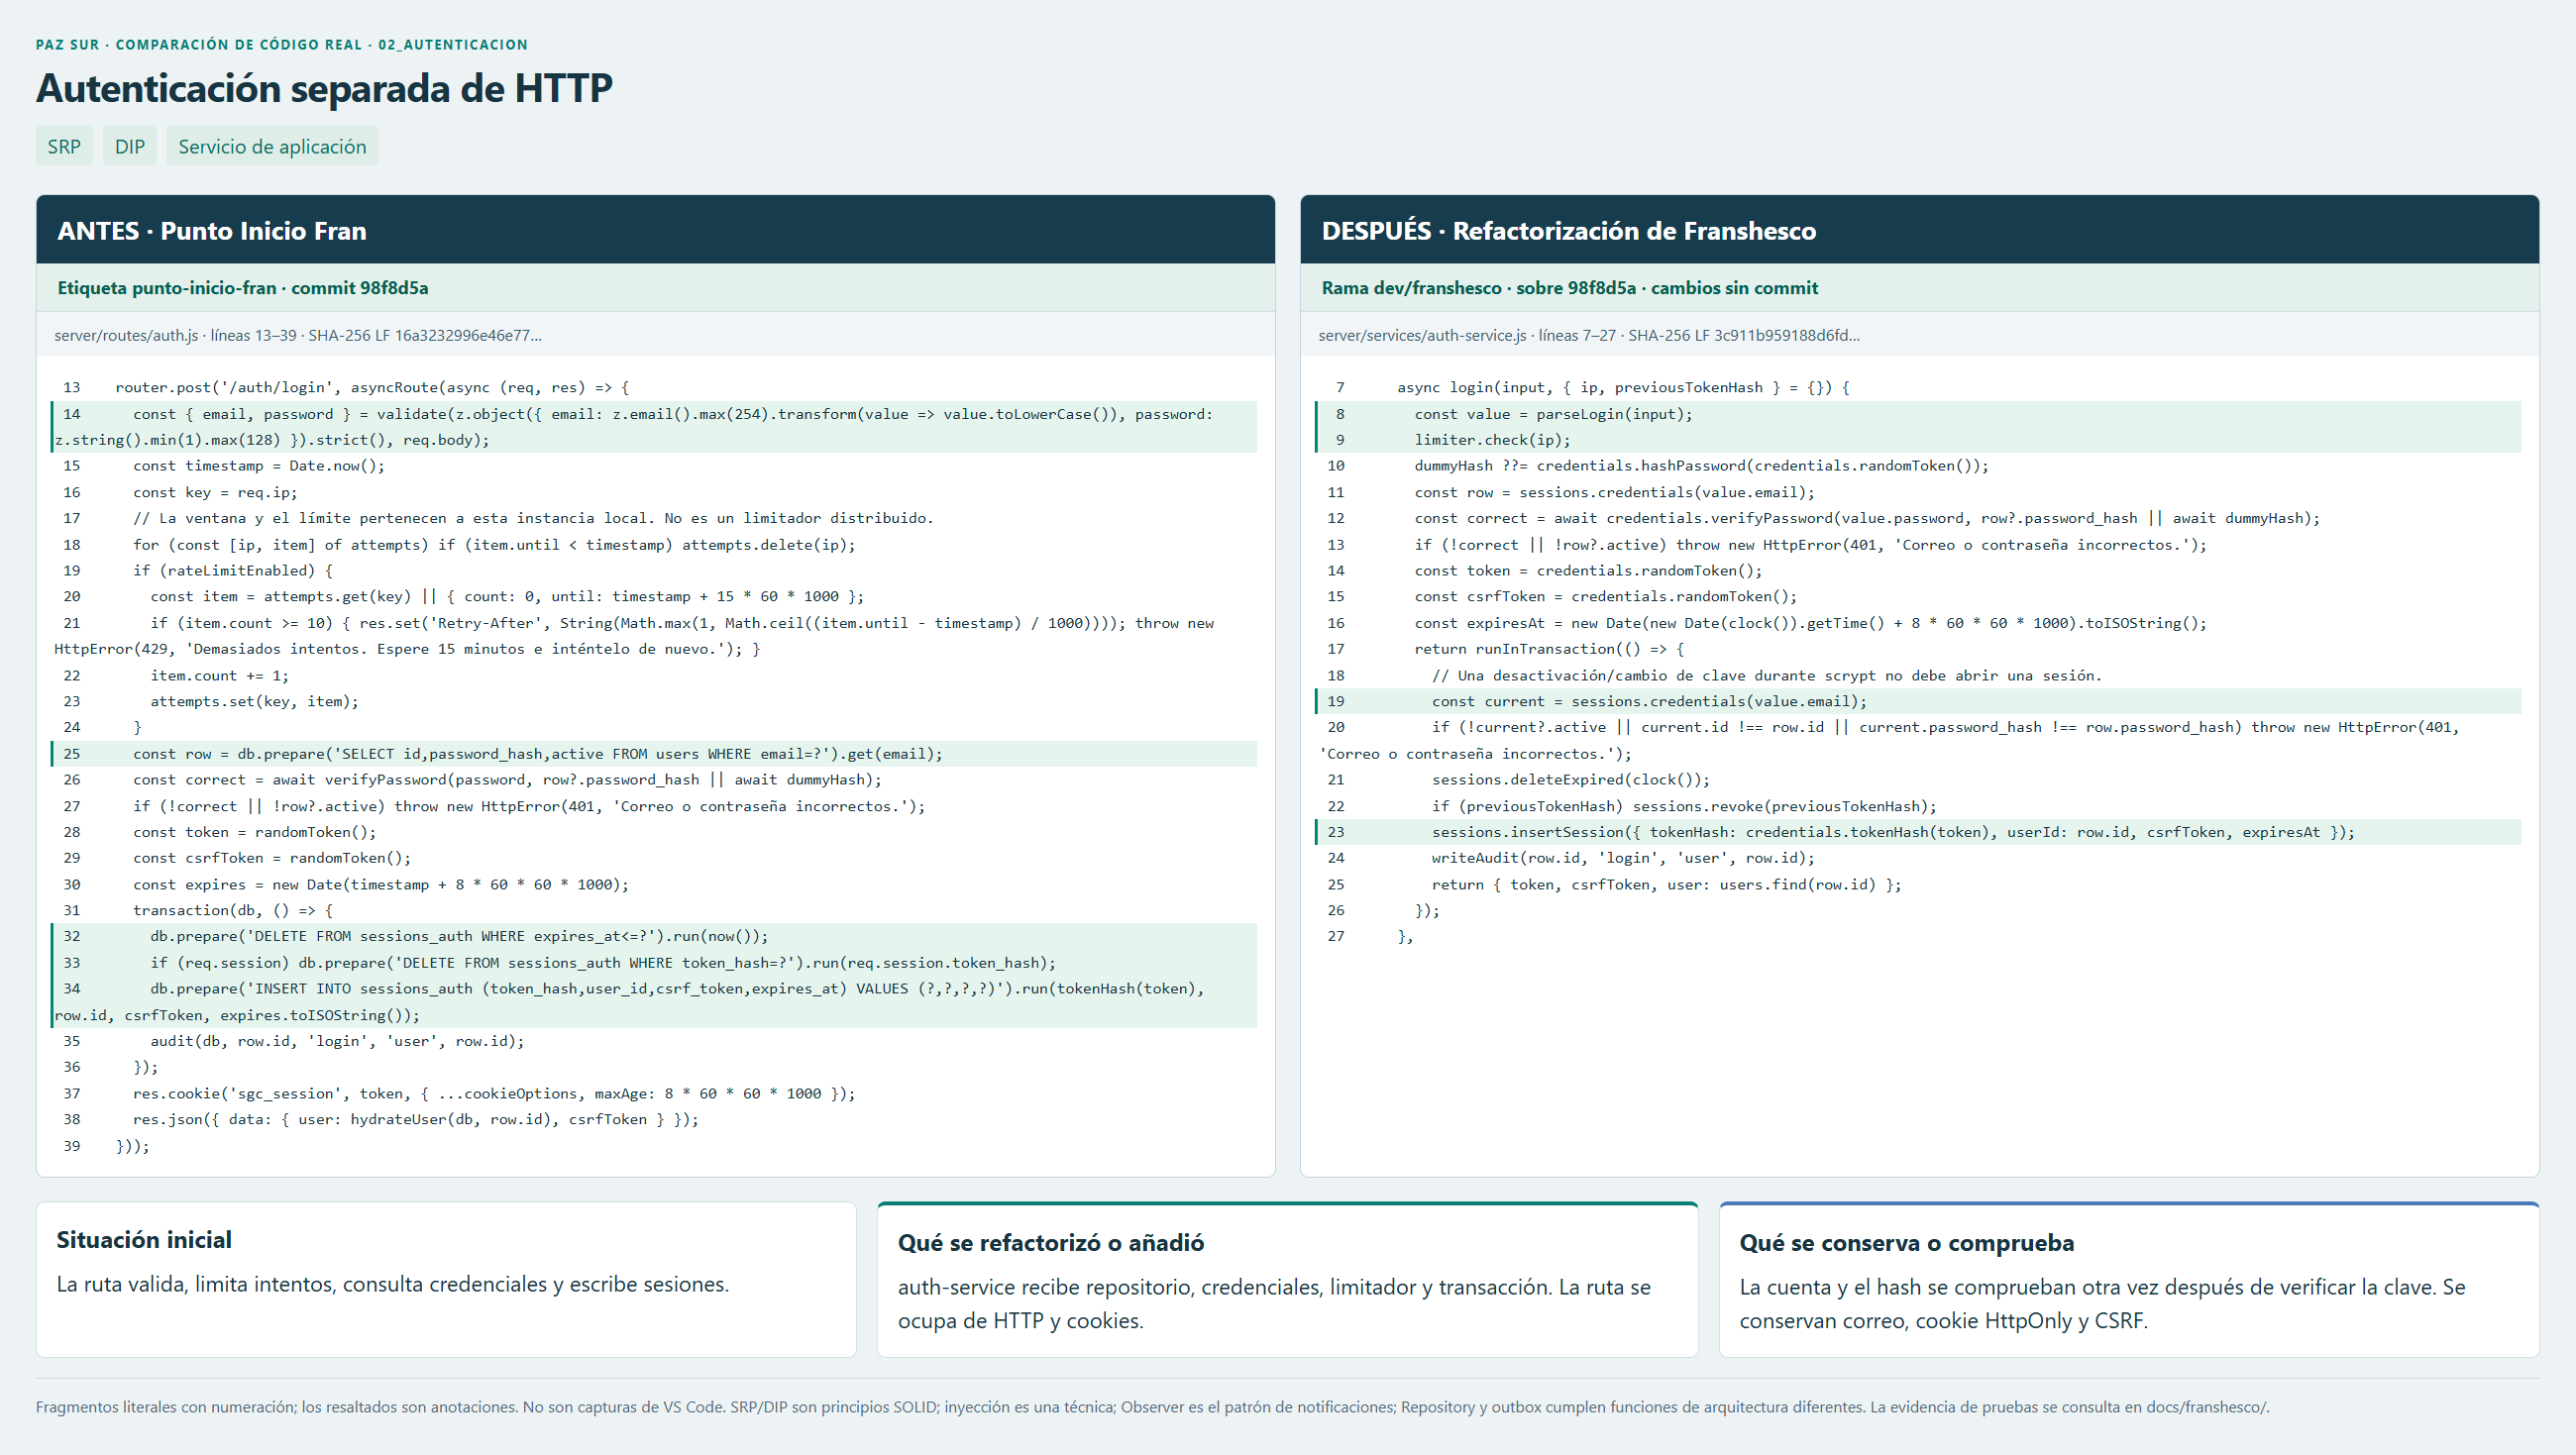 PAZ SUR · COMPARACIÓN DE CÓDIGO REAL · 02_AUTENTICACION
Autenticación separada de HTTP
SRP DIP Servicio de aplicación
ANTES · Punto Inicio Fran
Etiqueta punto-inicio-fran · commit 98f8d5a
server/routes/auth.js · líneas 13–39 · SHA-256 LF 16a3232996e46e77...
13 router.post('/auth/login', asyncRoute(async (req, res) => {
14 const { email, password } = validate(z.object({ email: z.email().max(254).transform(value => value.toLowerCase()), password:
z.string().min(1).max(128) }).strict(), req.body);
15 const timestamp = Date.now();
16 const key = req.ip;
17 // La ventana y el límite pertenecen a esta instancia local. No es un limitador distribuido.
18 for (const [ip, item] of attempts) if (item.until < timestamp) attempts.delete(ip);
19 if (rateLimitEnabled) {
20 const item = attempts.get(key) || { count: 0, until: timestamp + 15 * 60 * 1000 };
21 if (item.count >= 10) { res.set('Retry-After', String(Math.max(1, Math.ceil((item.until - timestamp) / 1000)))); throw new
HttpError(429, 'Demasiados intentos. Espere 15 minutos e inténtelo de nuevo.'); }
22 item.count += 1;
23 attempts.set(key, item);
24 }
25 const row = db.prepare('SELECT id,password_hash,active FROM users WHERE email=?').get(email);
26 const correct = await verifyPassword(password, row?.password_hash || await dummyHash);
27 if (!correct || !row?.active) throw new HttpError(401, 'Correo o contraseña incorrectos.');
28 const token = randomToken();
29 const csrfToken = randomToken();
30 const expires = new Date(timestamp + 8 * 60 * 60 * 1000);
31 transaction(db, () => {
32 db.prepare('DELETE FROM sessions_auth WHERE expires_at<=?').run(now());
33 if (req.session) db.prepare('DELETE FROM sessions_auth WHERE token_hash=?').run(req.session.token_hash);
34 db.prepare('INSERT INTO sessions_auth (token_hash,user_id,csrf_token,expires_at) VALUES (?,?,?,?)').run(tokenHash(token),
row.id, csrfToken, expires.toISOString());
35 audit(db, row.id, 'login', 'user', row.id);
36 });
37 res.cookie('sgc_session', token, { ...cookieOptions, maxAge: 8 * 60 * 60 * 1000 });
38 res.json({ data: { user: hydrateUser(db, row.id), csrfToken } });
39 }));
DESPUÉS · Refactorización de Franshesco
Rama dev/franshesco · sobre 98f8d5a · cambios sin commit
server/services/auth-service.js · líneas 7–27 · SHA-256 LF 3c911b959188d6fd...
7 async login(input, { ip, previousTokenHash } = {}) {
8 const value = parseLogin(input);
9 limiter.check(ip);
10 dummyHash ??= credentials.hashPassword(credentials.randomToken());
11 const row = sessions.credentials(value.email);
12 const correct = await credentials.verifyPassword(value.password, row?.password_hash || await dummyHash);
13 if (!correct || !row?.active) throw new HttpError(401, 'Correo o contraseña incorrectos.');
14 const token = credentials.randomToken();
15 const csrfToken = credentials.randomToken();
16 const expiresAt = new Date(new Date(clock()).getTime() + 8 * 60 * 60 * 1000).toISOString();
17 return runInTransaction(() => {
18 // Una desactivación/cambio de clave durante scrypt no debe abrir una sesión.
19 const current = sessions.credentials(value.email);
20 if (!current?.active || current.id !== row.id || current.password_hash !== row.password_hash) throw new HttpError(401,
'Correo o contraseña incorrectos.');
21 sessions.deleteExpired(clock());
22 if (previousTokenHash) sessions.revoke(previousTokenHash);
23 sessions.insertSession({ tokenHash: credentials.tokenHash(token), userId: row.id, csrfToken, expiresAt });
24 writeAudit(row.id, 'login', 'user', row.id);
25 return { token, csrfToken, user: users.find(row.id) };
26 });
27 },
Situación inicial
La ruta valida, limita intentos, consulta credenciales y escribe sesiones.
Qué se refactorizó o añadió
auth-service recibe repositorio, credenciales, limitador y transacción. La ruta se
ocupa de HTTP y cookies.
Qué se conserva o comprueba
La cuenta y el hash se comprueban otra vez después de verificar la clave. Se
conservan correo, cookie HttpOnly y CSRF.
Fragmentos literales con numeración; los resaltados son anotaciones. No son capturas de VS Code. SRP/DIP son principios SOLID; inyección es una técnica; Observer es el patrón de notificaciones; Repository y outbox cumplen funciones de arquitectura diferentes. La evidencia de pruebas se consulta en docs/franshesco/.